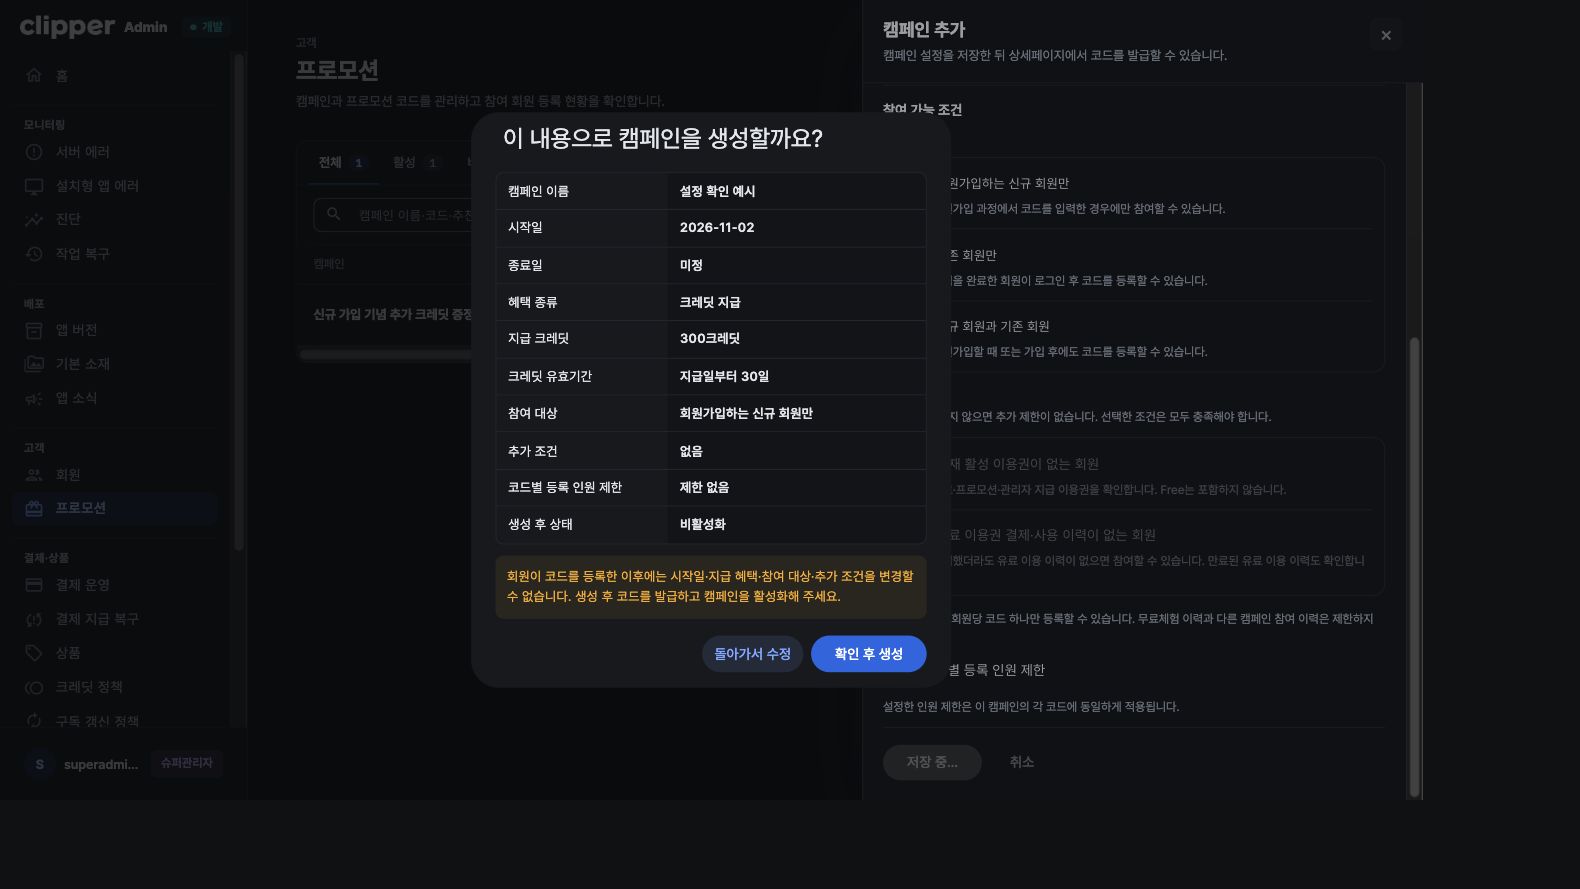 clipper Admin 개발
홈
모니터링
서버 에러
설치형 앱 에러
진단
작업 복구
배포
앱 버전
기본 소재
앱 소식
고객
회원
프로모션
결제·상품
결제 운영
결제 지급 복구
상품
크레딧 정책
구독 갱신 정책
S superadmi... 슈퍼관리자
고객
프로모션
캠페인과 프로모션 코드를 관리하고 참여 회원 등록 현황을 확인합니다.
전체 1 활성 1
캠페인 이름·코드·추천
캠페인
신규 가입 기념 추가 크레딧 증정
이 내용으로 캠페인을 생성할까요?
캠페인 이름 설정 확인 예시
시작일 2026-11-02
종료일 미정
혜택 종류 크레딧 지급
지급 크레딧 300크레딧
크레딧 유효기간 지급일부터 30일
참여 대상 회원가입하는 신규 회원만
추가 조건 없음
코드별 등록 인원 제한 제한 없음
생성 후 상태 비활성화
회원이 코드를 등록한 이후에는 시작일·지급 혜택·참여 대상·추가 조건을 변경할
수 없습니다. 생성 후 코드를 발급하고 캠페인을 활성화해 주세요.
돌아가서 수정 확인 후 생성
캠페인 추가
캠페인 설정을 저장한 뒤 상세페이지에서 코드를 발급할 수 있습니다.
참여 가능 조건
원가입하는 신규 회원만
가입 과정에서 코드를 입력한 경우에만 참여할 수 있습니다.
존 회원만
을 완료한 회원이 로그인 후 코드를 등록할 수 있습니다.
규 회원과 기존 회원
가입할 때 또는 가입 후에도 코드를 등록할 수 있습니다.
지 않으면 추가 제한이 없습니다. 선택한 조건은 모두 충족해야 합니다.
재 활성 이용권이 없는 회원
·프로모션·관리자 지급 이용권을 확인합니다. Free는 포함하지 않습니다.
료 이용권 결제·사용 이력이 없는 회원
했더라도 유료 이용 이력이 없으면 참여할 수 있습니다. 만료된 유료 이용 이력도 확인합니
회원당 코드 하나만 등록할 수 있습니다. 무료체험 이력과 다른 캠페인 참여 이력은 제한하지
별 등록 인원 제한
설정한 인원 제한은 이 캠페인의 각 코드에 동일하게 적용됩니다.
저장 중... 취소